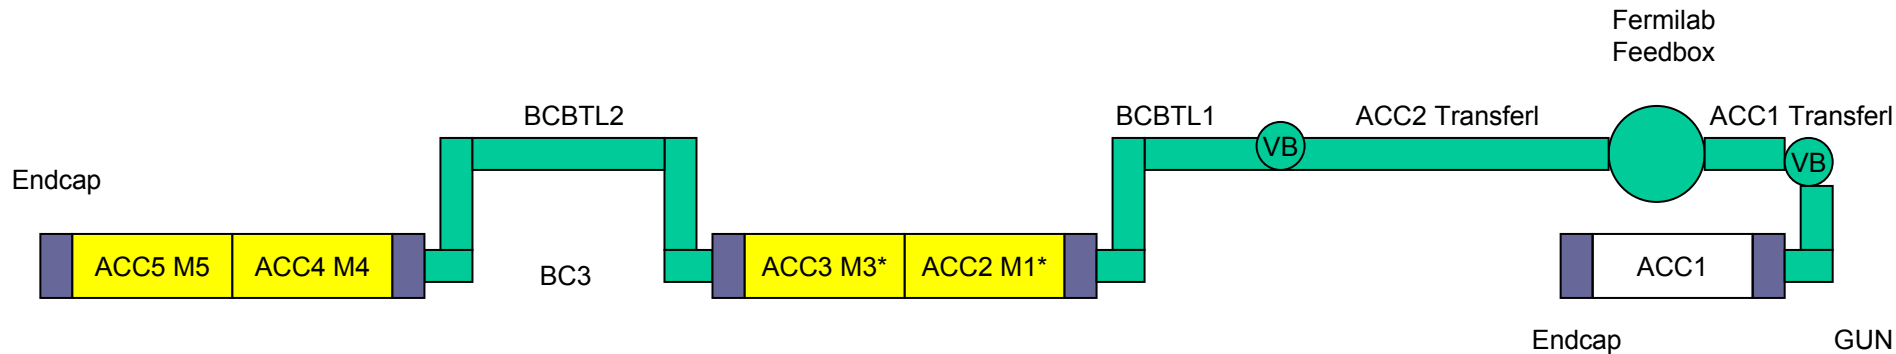 Fermilab
Feedbox
BCBTL2
BCBTL1
ACC2 Transferl
ACC1 Transferl
VB
VB
Endcap
ACC5 M5
ACC4 M4
BC3
ACC3 M3*
ACC2 M1*
ACC1
Endcap
GUN